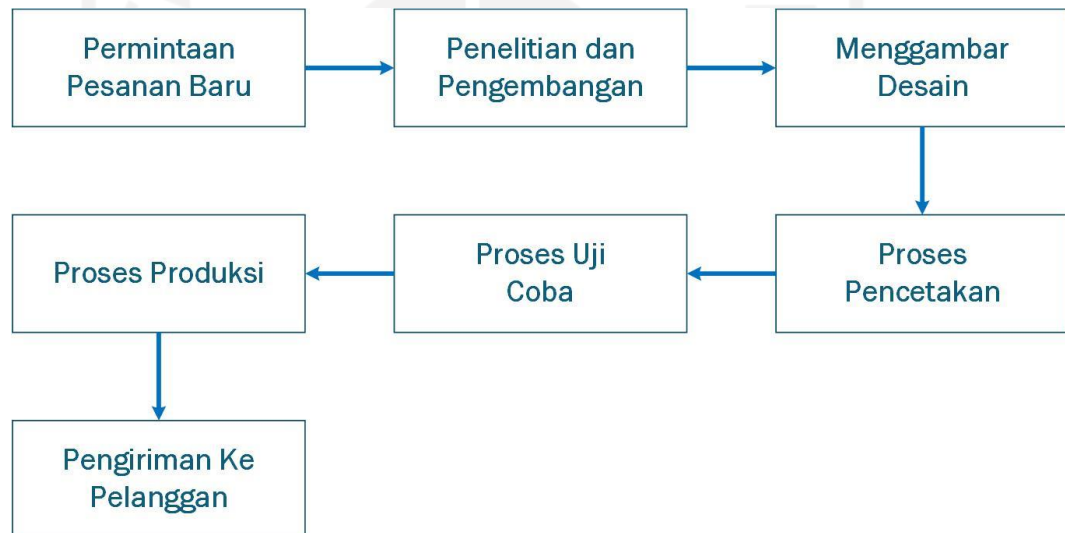 Permintaan
Pesanan Baru
Penelitian dan
Pengembangan
Menggambar
Desain
Proses
Pencetakan
Proses Uji
Coba
Proses Produksi
Pengiriman Ke
Pelanggan